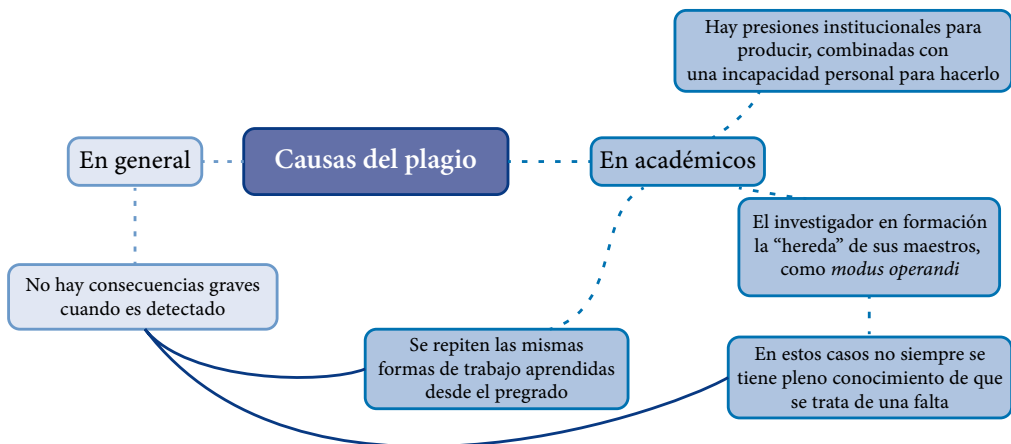 Hay presiones institucionales para
producir, combinadas con
una incapacidad personal para hacerlo
En general
Causas del plagio
En académicos
El investigador en formación
la “hereda” de sus maestros,
como modus operandi
No hay consecuencias graves
cuando es detectado
Se repiten las mismas
formas de trabajo aprendidas
desde el pregrado
En estos casos no siempre se
tiene pleno conocimiento de que
se trata de una falta